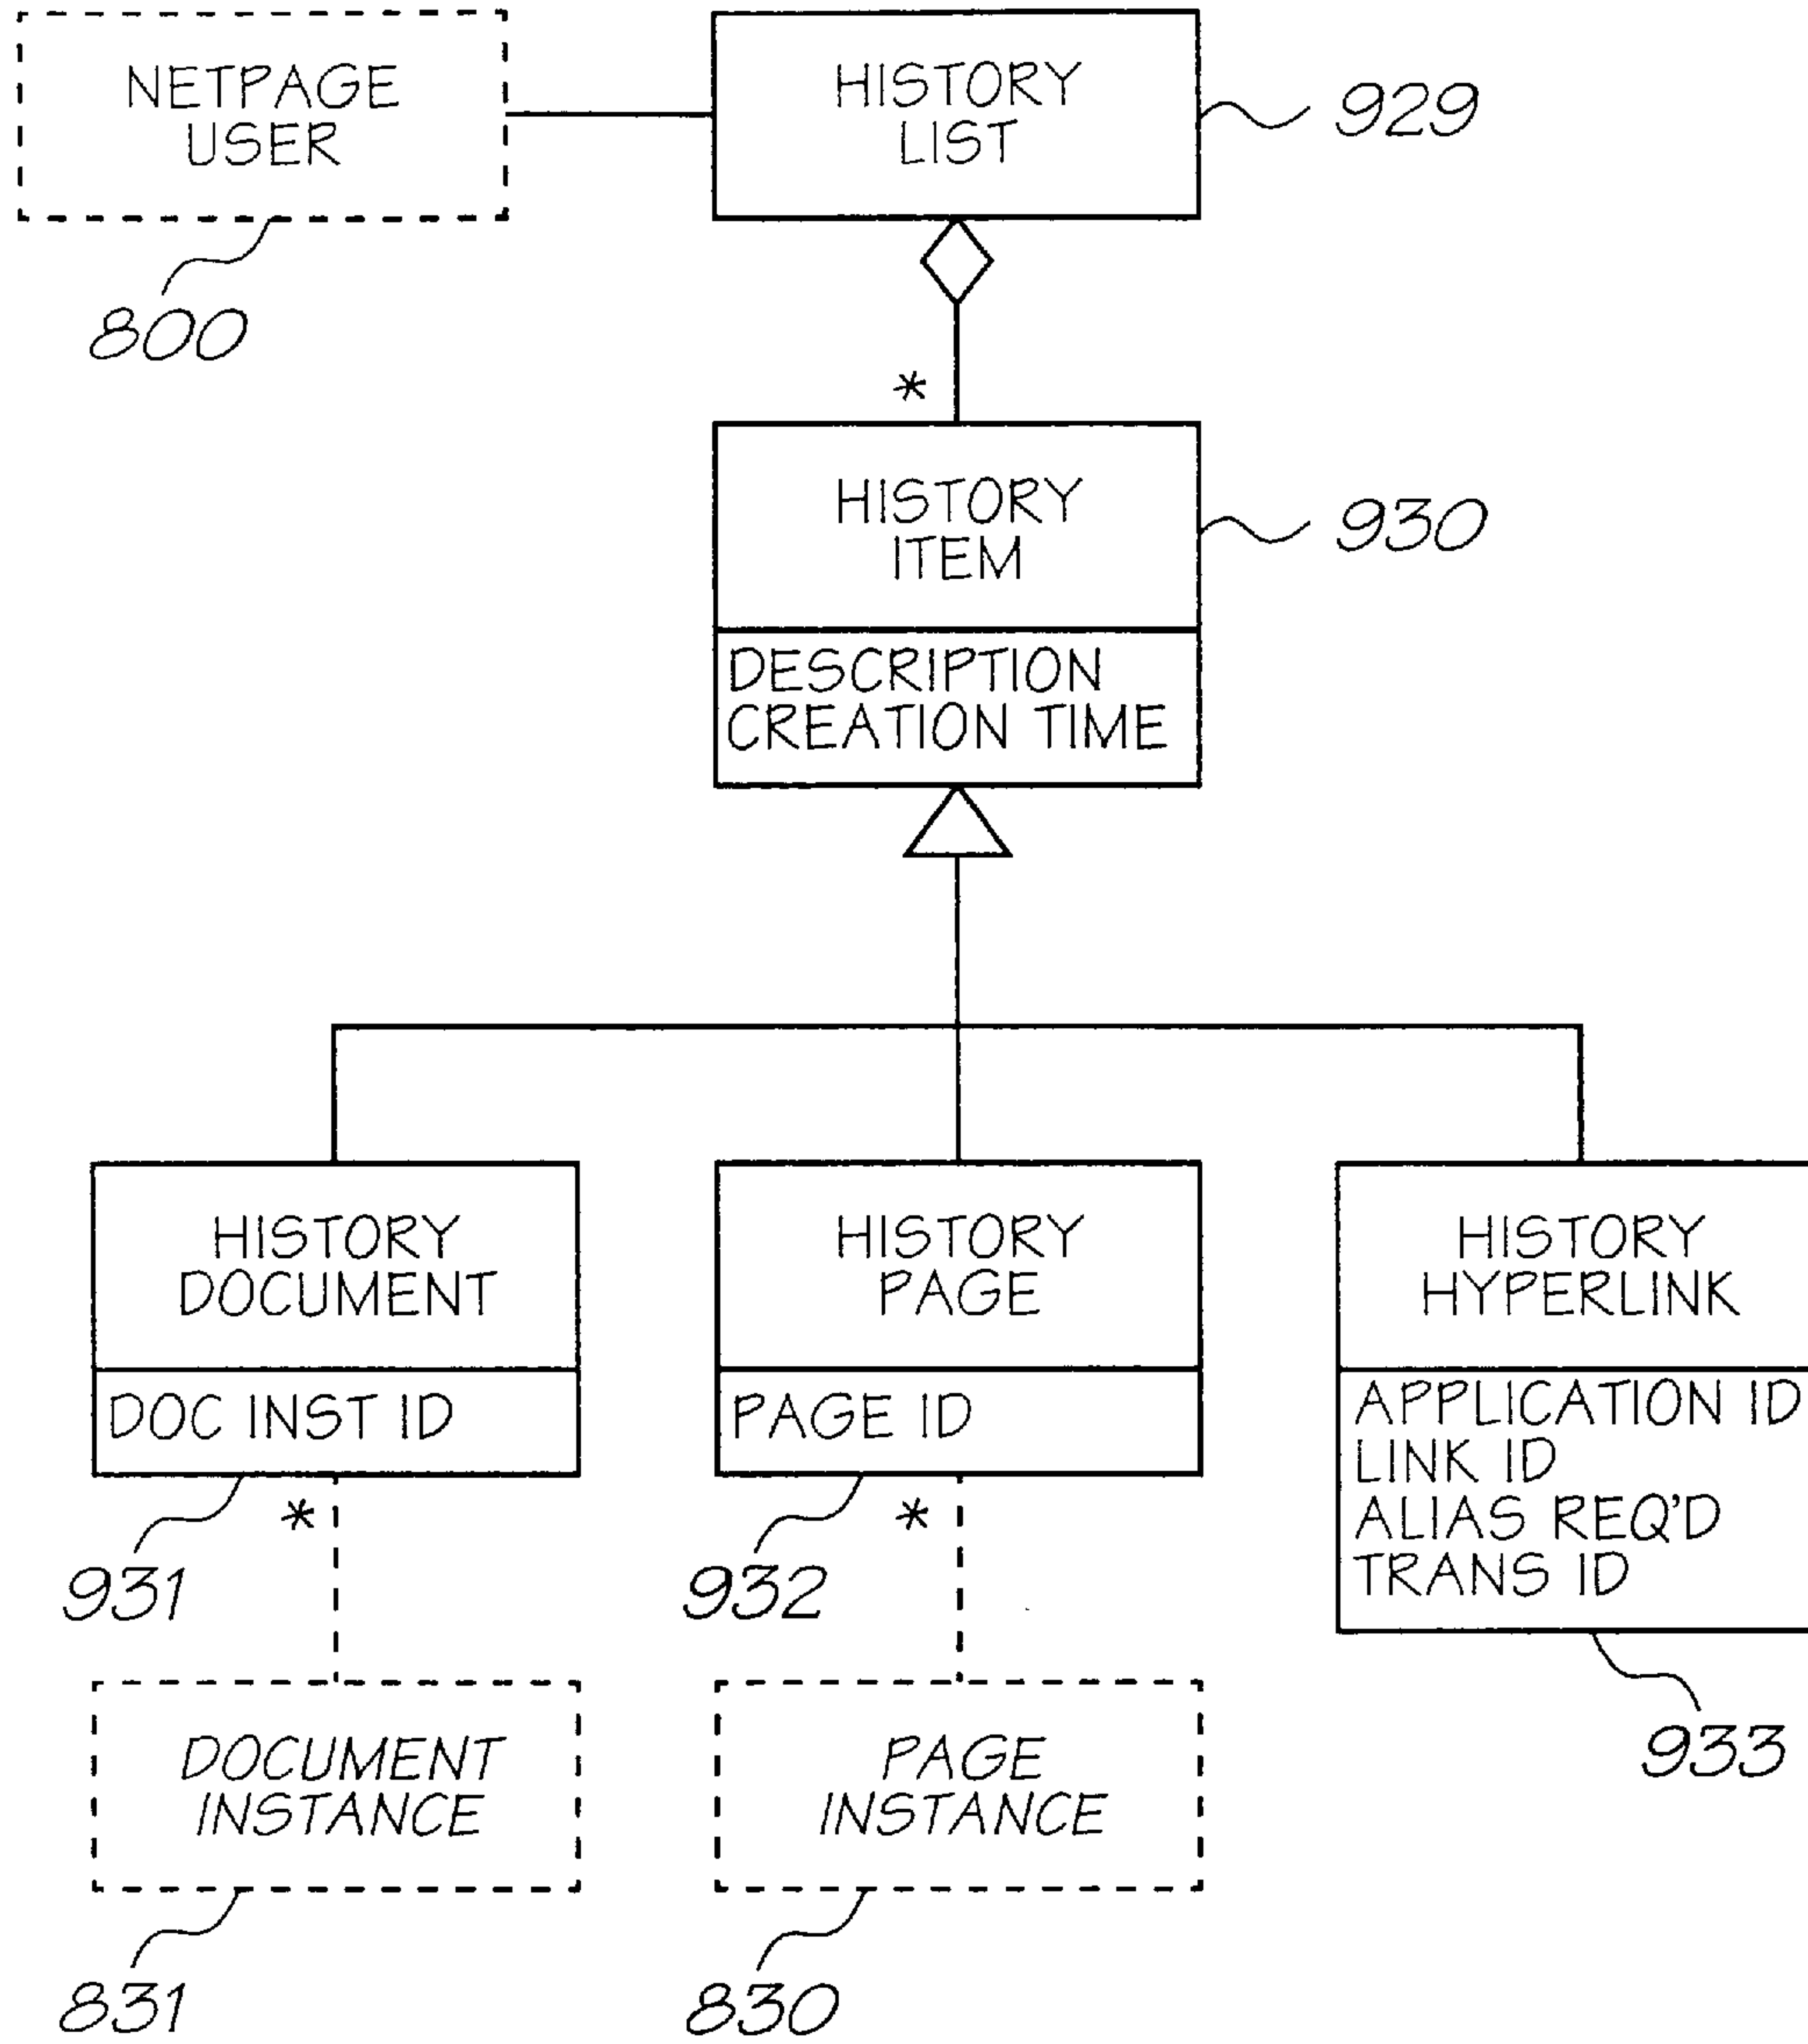 NETPAGE
USER
800
HISTORY
LIST
929
*
HISTORY
ITEM
930
DESCRIPTION
CREATION TIME
HISTORY
DOCUMENT
DOC INST ID
931
*
HISTORY
PAGE
PAGE ID
932
*
HISTORY
HYPERLINK
APPLICATION ID
LINK ID
ALIAS REQ'D
TRANS ID
933
DOCUMENT
INSTANCE
831
PAGE
INSTANCE
830